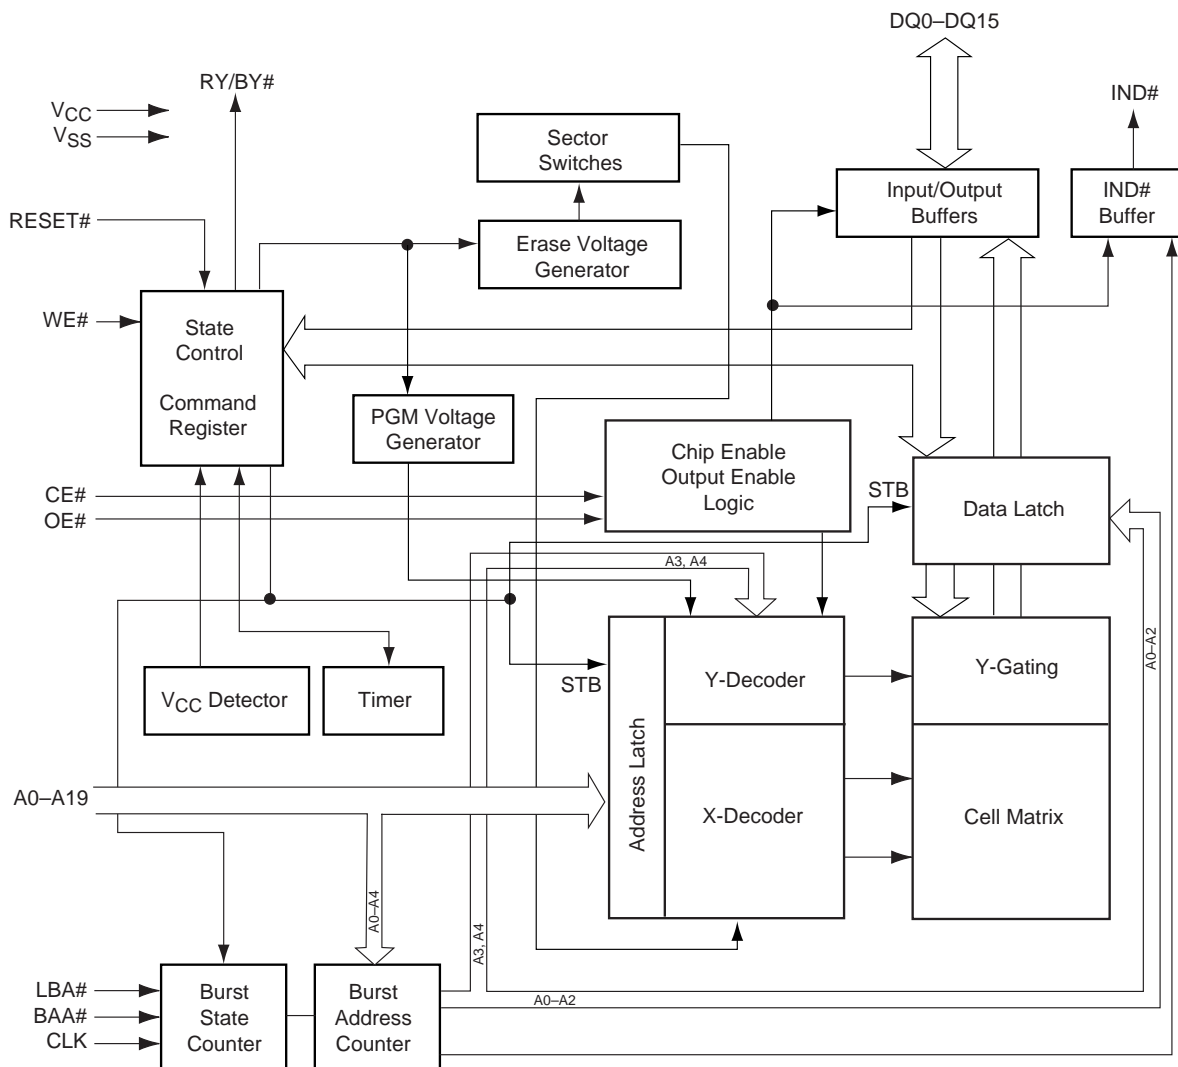 DQ0–DQ15
RY/BY#
IND#
VCC
VSS
Sector
Switches
Input/Output
Buffers
IND#
Buffer
RESET#
Erase Voltage
Generator
WE#
State
Control
Command
Register
PGM Voltage
Generator
Chip Enable
Output Enable
Logic
CE#
OE#
STB
Data Latch
A3, A4
A0–A2
STB
Y-Decoder
Y-Gating
VCC Detector
Timer
Address Latch
A0–A19
X-Decoder
Cell Matrix
A0–A4
A3, A4
LBA#
BAA#
CLK
Burst
State
Counter
Burst
Address
Counter
A0–A2